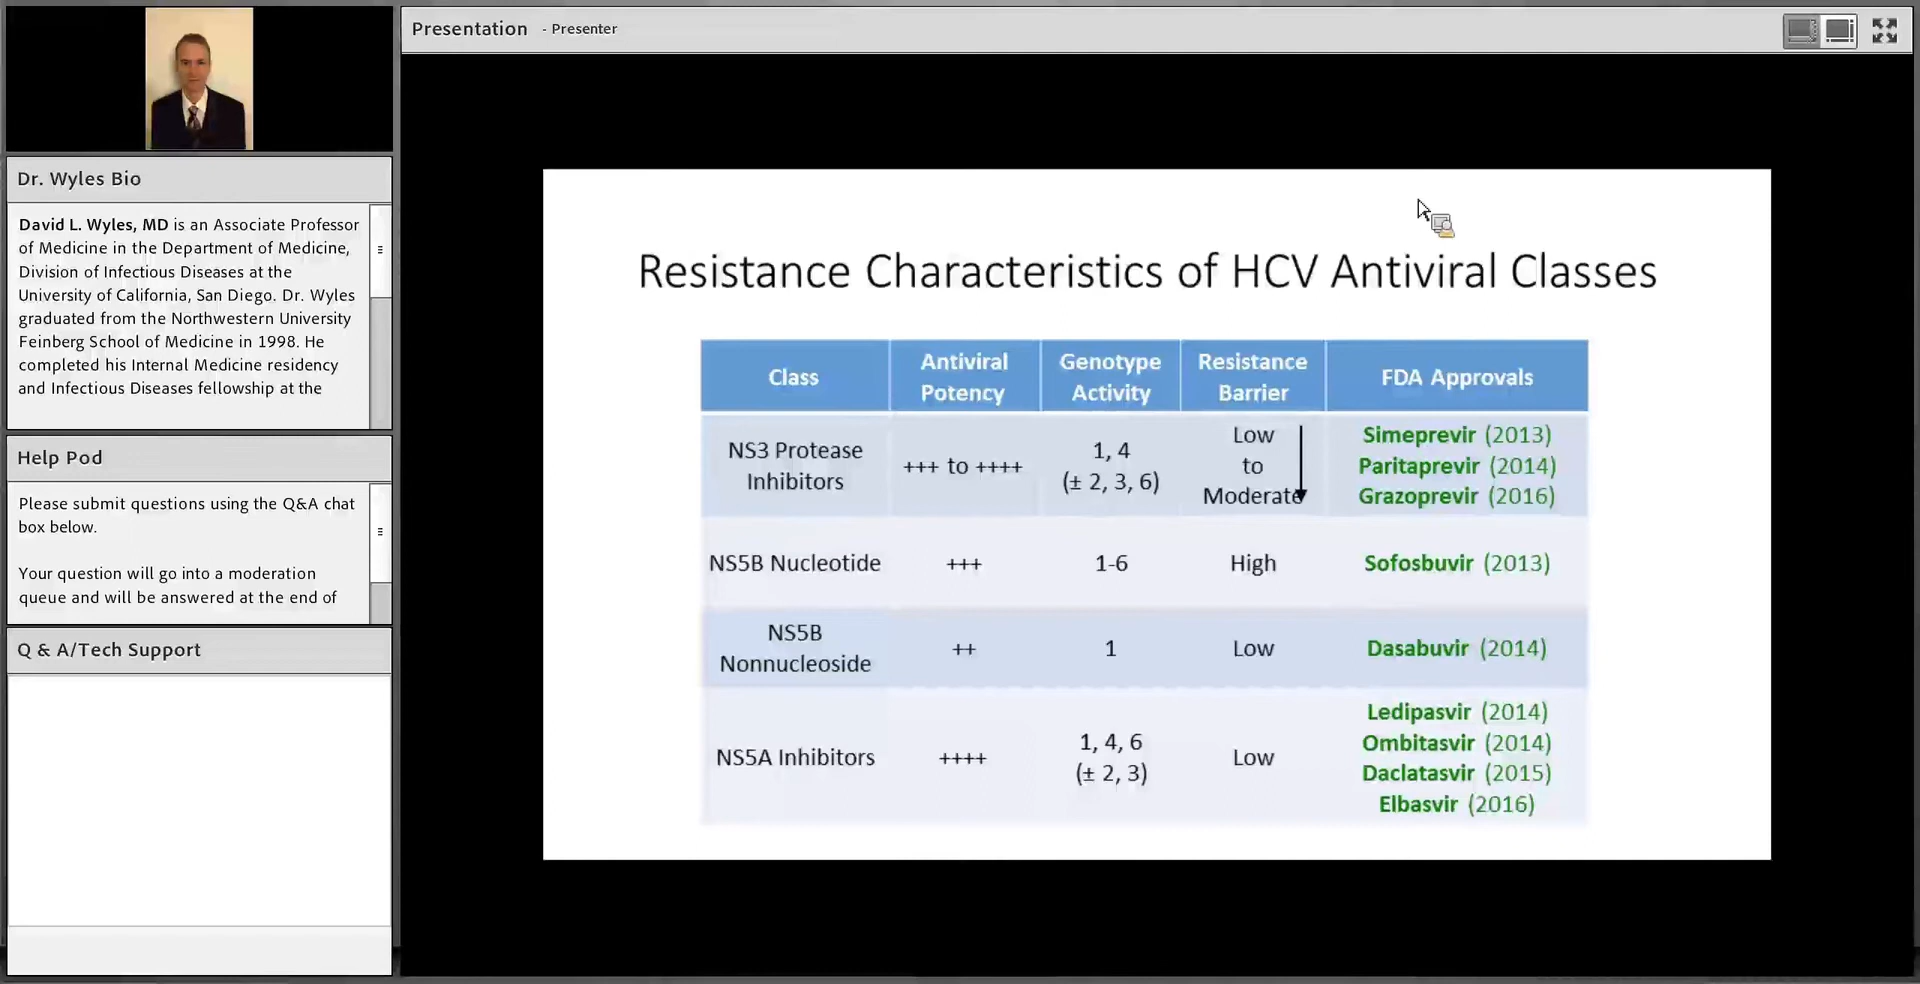 Presentation - Presenter
Dr. Wyles Bio
David L. Wyles, MD is an Associate Professor
of Medicine in the Department of Medicine,
Division of Infectious Diseases at the
University of California, San Diego. Dr. Wyles
graduated from the Northwestern University
Feinberg School of Medicine in 1998. He
completed his Internal Medicine residency
and Infectious Diseases fellowship at the
Help Pod
Please submit questions using the Q&A chat
box below.
Your question will go into a moderation
queue and will be answered at the end of
Q & A/Tech Support
Resistance Characteristics of HCV Antiviral Classes
Class
Antiviral
Potency
Genotype
Activity
Resistance
Barrier
FDA Approvals
NS3 Protease
Inhibitors
+++ to ++++
1, 4
(± 2, 3, 6)
Low
to
Moderate
Simeprevir (2013)
Paritaprevir (2014)
Grazoprevir (2016)
NS5B Nucleotide
+++
1-6
High
Sofosbuvir (2013)
NS5B
Nonnucleoside
++
1
Low
Dasabuvir (2014)
NS5A Inhibitors
++++
1, 4, 6
(± 2, 3)
Low
Ledipasvir (2014)
Ombitasvir (2014)
Daclatasvir (2015)
Elbasvir (2016)